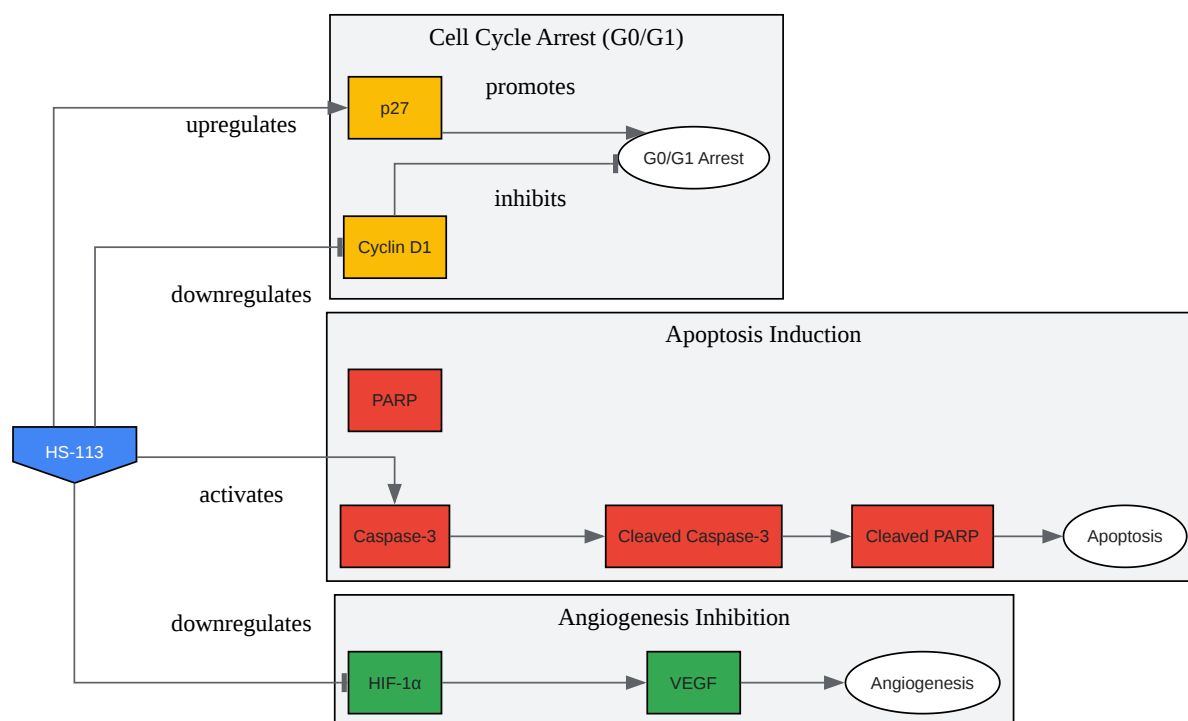 Cell Cycle Arrest (G0/G1)
p27
promotes
upregulates
G0/G1 Arrest
inhibits
Cyclin D1
downregulates
Apoptosis Induction
PARP
HS-113
activates
Caspase-3
Cleaved Caspase-3
Cleaved PARP
Apoptosis
downregulates
Angiogenesis Inhibition
HIF-1α
VEGF
Angiogenesis